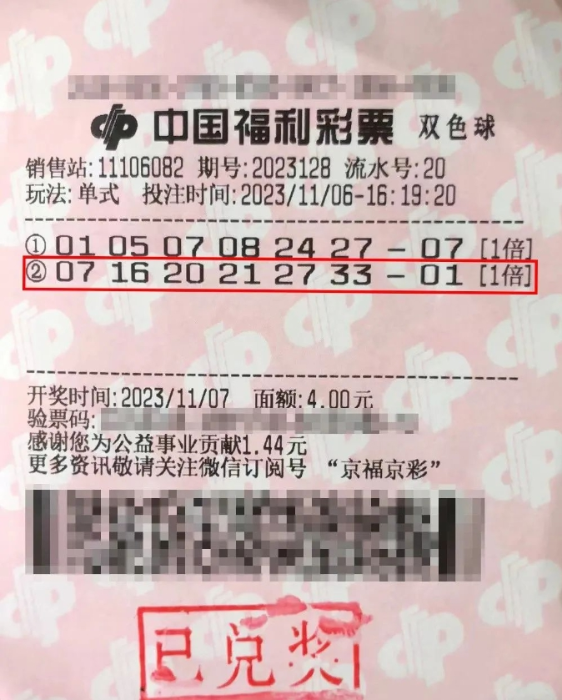 中国福利彩票 双色球
销售站:11106082 期号:2023128 流水号:20
玩法:单式 投注时间:2023/11/06-16:19:20
① 01 05 07 08 24 27 - 07 [1倍]
② 07 16 20 21 27 33 - 01 [1倍]
开奖时间:2023/11/07 面额:4.00元
验票码:
感谢您为公益事业贡献1.44元
更多资讯敬请关注微信订阅号 “京福京彩”
已兑奖